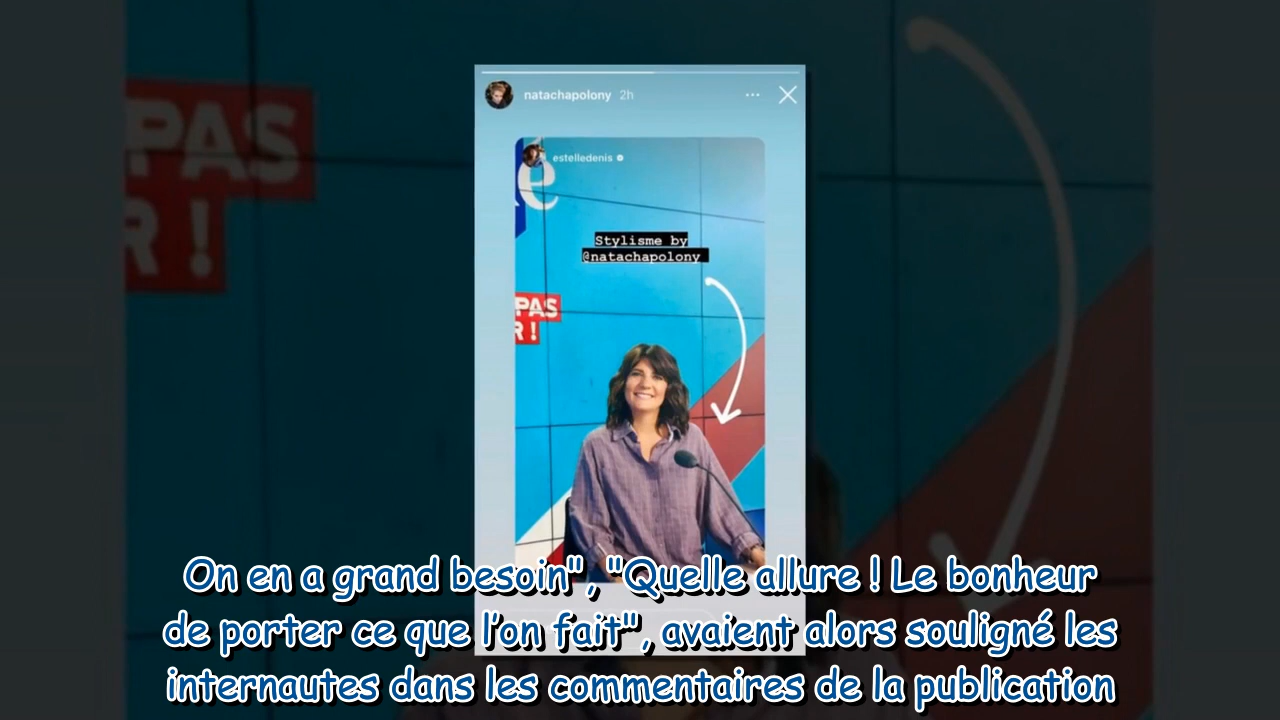 natachapolony 2h
estelledenis
e
Stylisme by
@natachapolony
PAS
R !
PAS
R !
On en a grand besoin", "Quelle allure ! Le bonheur
de porter ce que l'on fait", avaient alors souligné les
internautes dans les commentaires de la publication